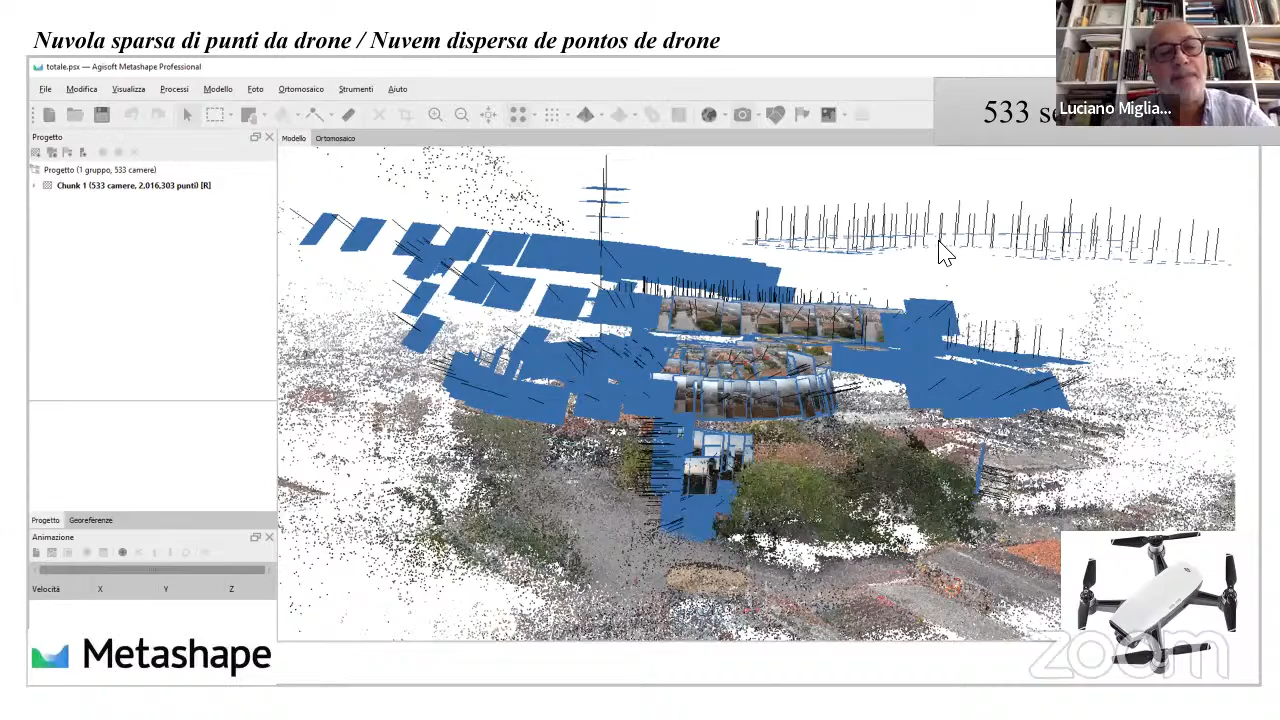 Nuvola sparsa di punti da drone / Nuvem dispersa de pontos de drone
totale.psx — Agisoft Metashape Professional
File Modifica Visualizza Processi Modello Foto Ortomosaico Strumenti Aiuto
533
Luciano Miglia...
Progetto
Modello Ortomosaico
Progetto (1 gruppo, 533 camere)
Chunk 1 (533 camere, 2.016.303 punti) [R]
Progetto Georeferenze
Animazione
Velocità X Y Z
Metashape
zoom